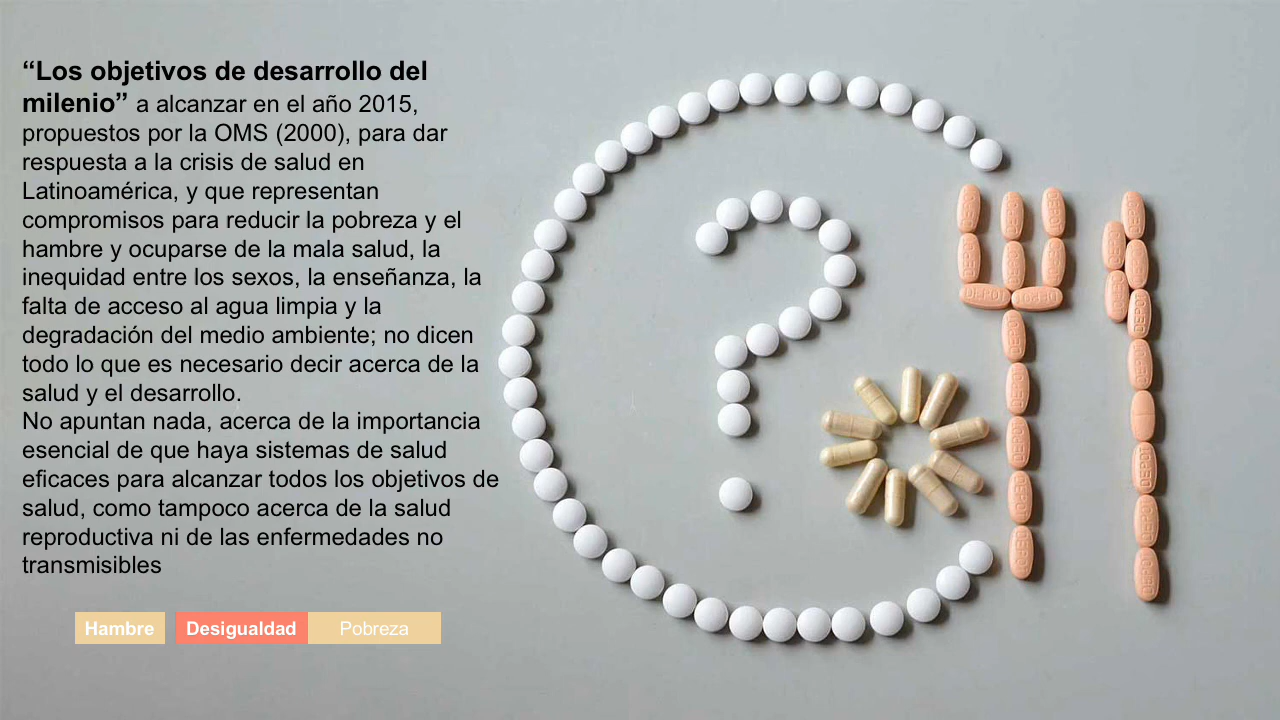 “Los objetivos de desarrollo del
milenio” a alcanzar en el año 2015,
propuestos por la OMS (2000), para dar
respuesta a la crisis de salud en
Latinoamérica, y que representan
compromisos para reducir la pobreza y el
hambre y ocuparse de la mala salud, la
inequidad entre los sexos, la enseñanza, la
falta de acceso al agua limpia y la
degradación del medio ambiente; no dicen
todo lo que es necesario decir acerca de la
salud y el desarrollo.
No apuntan nada, acerca de la importancia
esencial de que haya sistemas de salud
eficaces para alcanzar todos los objetivos de
salud, como tampoco acerca de la salud
reproductiva ni de las enfermedades no
transmisibles
Hambre Desigualdad Pobreza